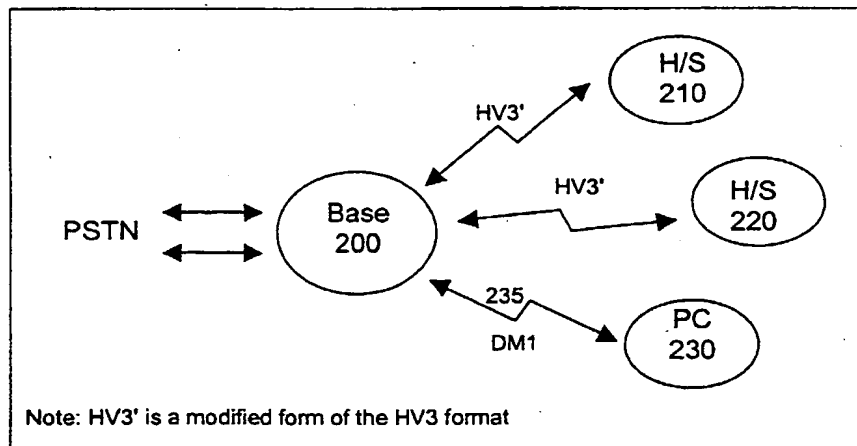 H/S
210
HV3'
HV3'
H/S
220
PSTN
Base
200
235
DM1
PC
230
Note: HV3' is a modified form of the HV3 format